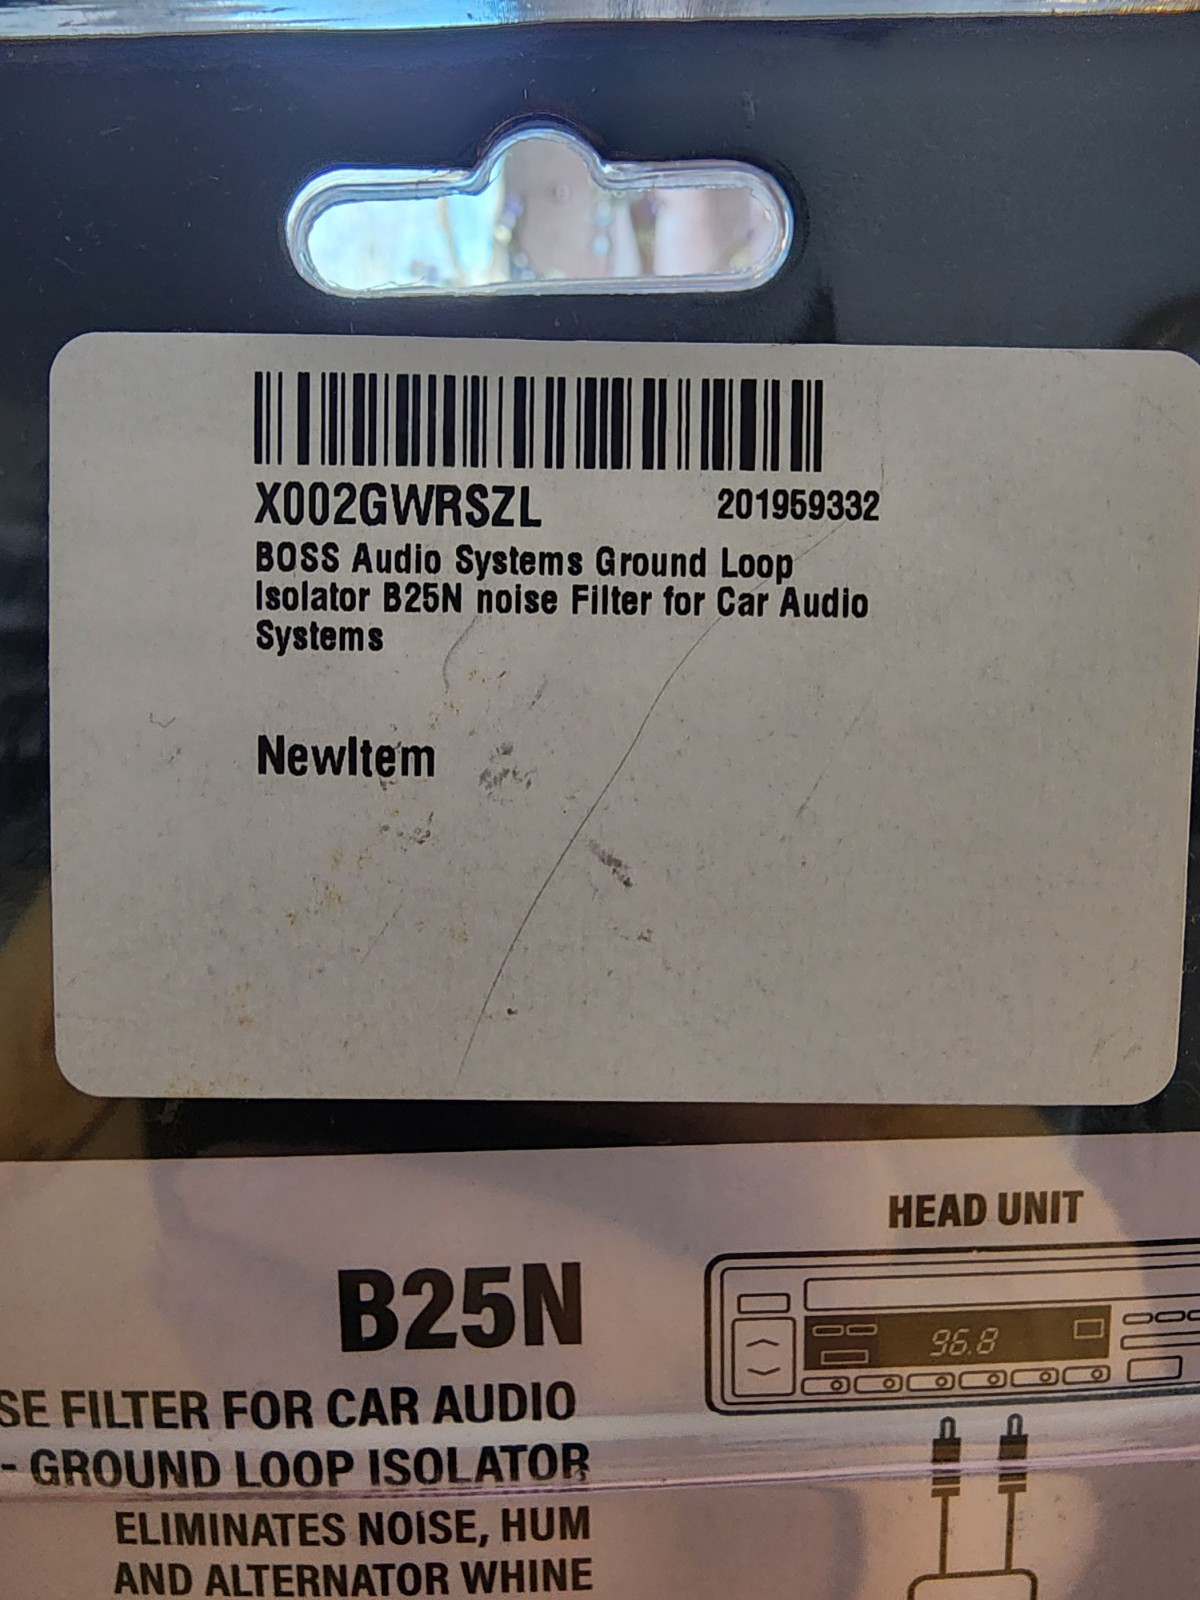 X002GWRSZL 201959332
BOSS Audio Systems Ground Loop
Isolator B25N noise Filter for Car Audio
Systems
NewItem
HEAD UNIT
B25N
96.8
FILTER FOR CAR AUDIO
- GROUND LOOP ISOLATOR
ELIMINATES NOISE, HUM
AND ALTERNATOR WHINE